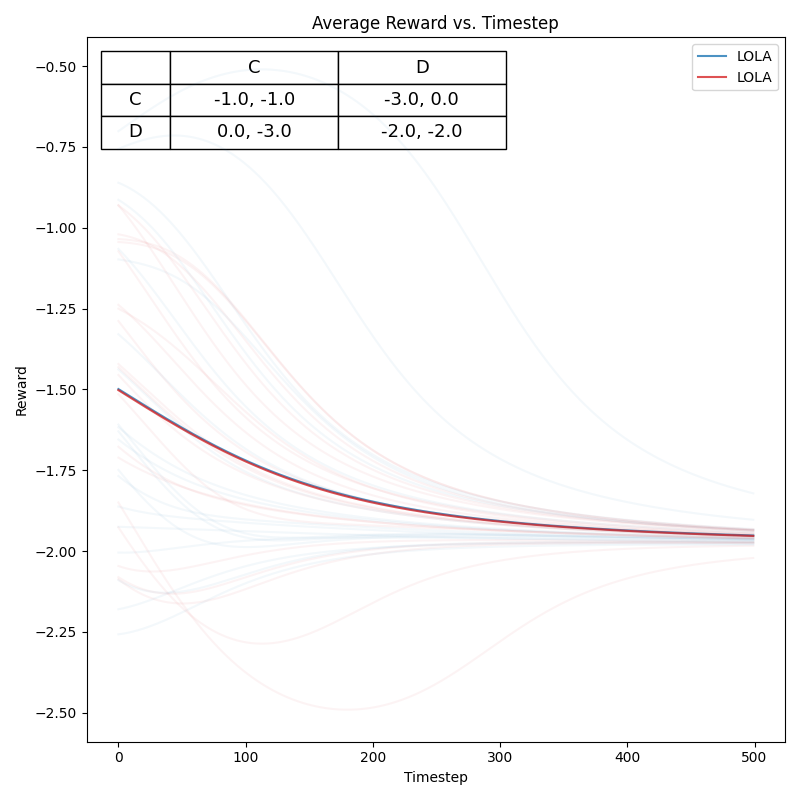 Average Reward vs. Timestep
C D
C -1.0, -1.0 -3.0, 0.0
D 0.0, -3.0 -2.0, -2.0
LOLA
LOLA
−0.50
−0.75
−1.00
−1.25
−1.50
−1.75
−2.00
−2.25
−2.50
Reward
0 100 200 300 400 500
Timestep